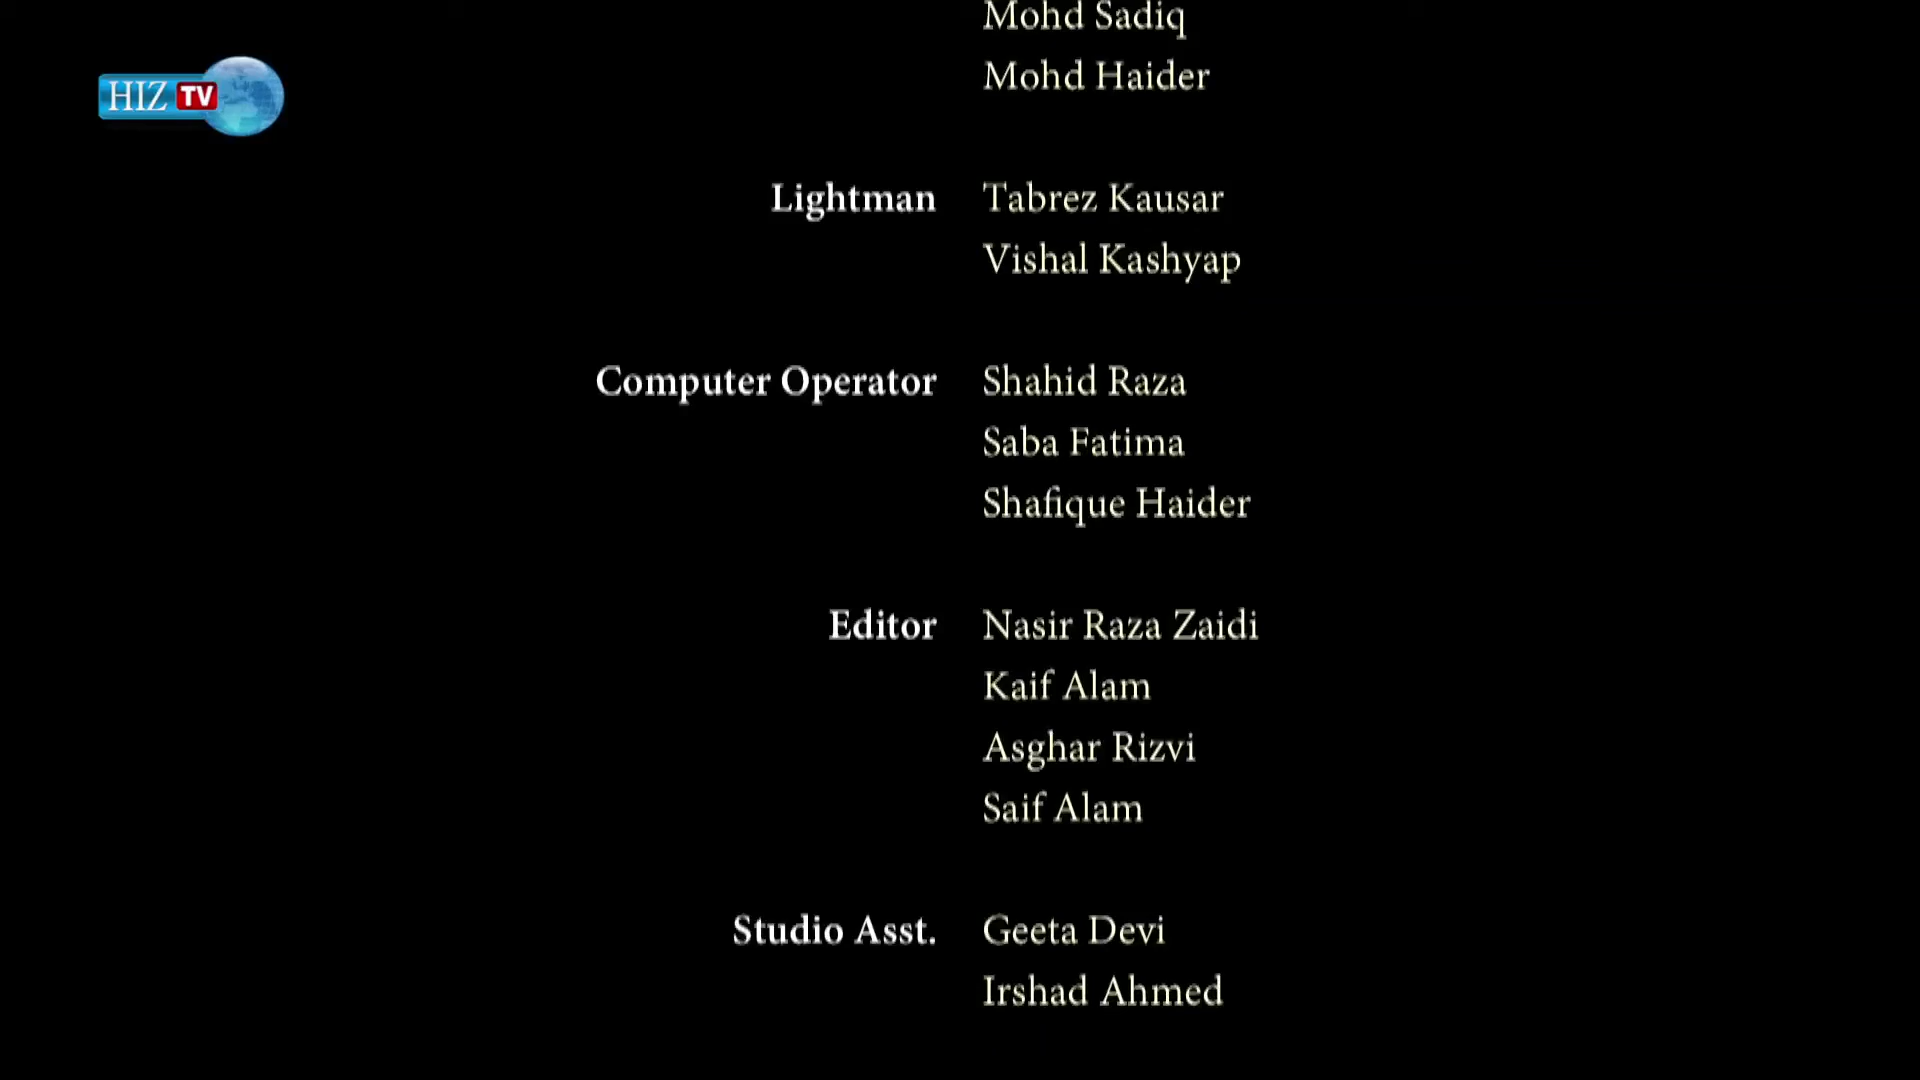 Mohd Sadiq
HIZ TV
Mohd Haider
Lightman Tabrez Kausar
Vishal Kashyap
Computer Operator Shahid Raza
Saba Fatima
Shafique Haider
Editor Nasir Raza Zaidi
Kaif Alam
Asghar Rizvi
Saif Alam
Studio Asst. Geeta Devi
Irshad Ahmed